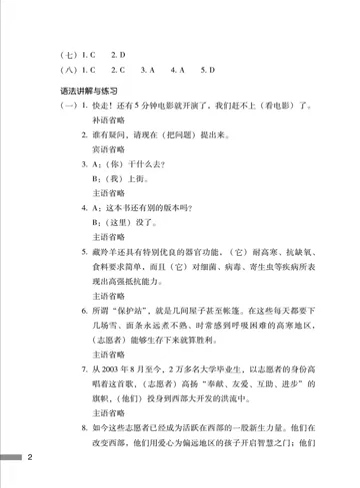 （七）1. C　2. D
（八）1. C　2. C　3. A　4. A　5. D
语法讲解与练习
（一）1. 快走！还有5分钟电影就开演了，我们赶不上（看电影）了。
补语省略
2. 谁有疑问，请现在（把问题）提出来。
宾语省略
3. A：（你）干什么去？
B：（我）上街。
主语省略
4. A：这本书还有别的版本吗？
B：（这里）没了。
主语省略
5. 藏羚羊还具有特别优良的器官功能，（它）耐高寒、抗缺氧、
食料要求简单，而且（它）对细菌、病毒、寄生虫等疾病所表
现出高强抵抗能力。
主语省略
6. 所谓“保护站”，就是几间屋子甚至帐篷。在这些每天都要下
几场雪、面条永远煮不熟、时常感到呼吸困难的高寒地区，
（志愿者）能够生存下来就算胜利。
主语省略
7. 从2003年8月至今，2万多名大学毕业生，以志愿者的身份高
唱着这首歌，（志愿者）高扬“奉献、友爱、互助、进步”的
旗帜，（他们）投身到西部大开发的洪流中。
主语省略
8. 如今这些志愿者已经成为活跃在西部的一股新生力量。他们在
改变西部，他们用爱心为偏远地区的孩子开启智慧之门；他们
2